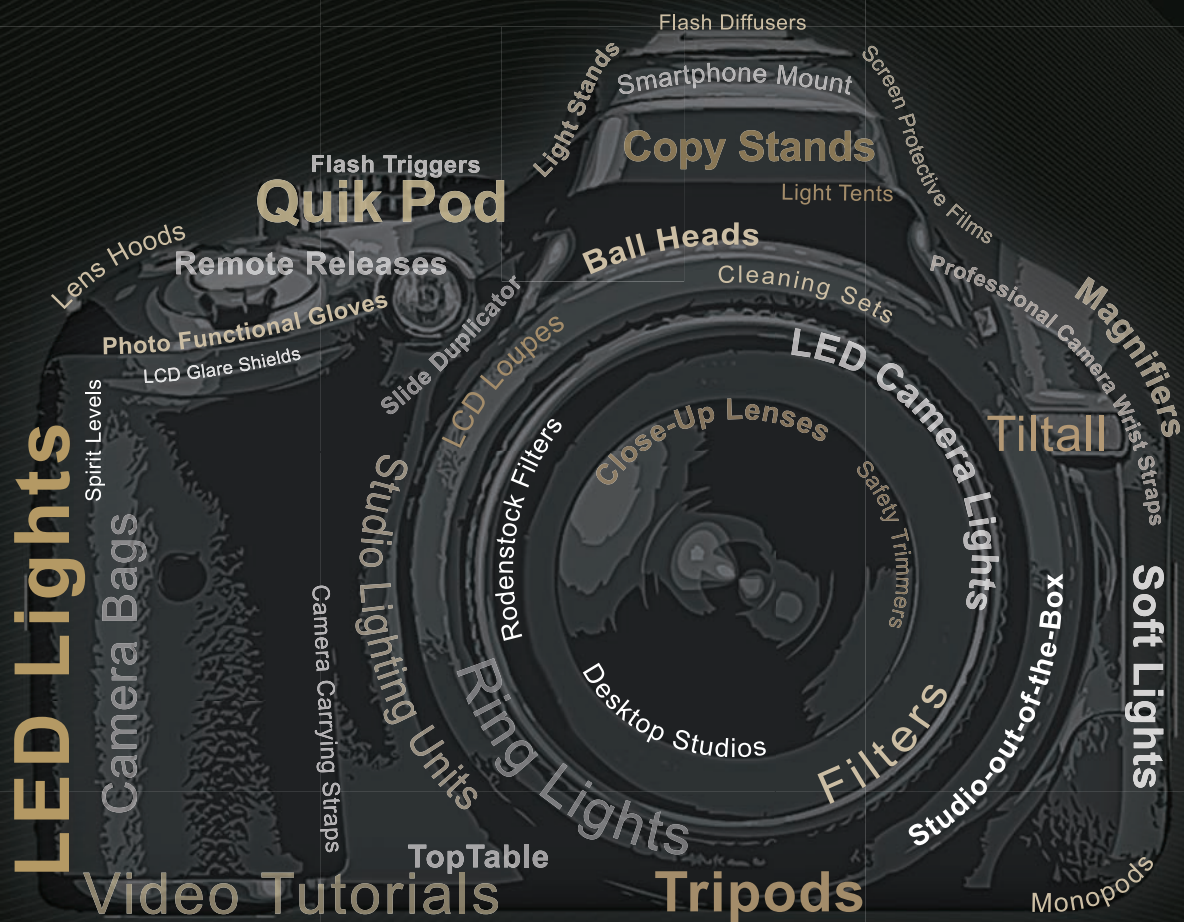 Flash Diffusers
Light Stands
Smartphone Mount
Screen Protective Films
Copy Stands
Flash Triggers
Quik Pod
Light Tents
Lens Hoods
Remote Releases
Ball Heads
Cleaning Sets
Professional Camera Wrist Straps
Magnifiers
Photo Functional Gloves
LCD Glare Shields
Slide Duplicator
LCD Loupes
LED Camera Lights
Spirit Levels
Close-Up Lenses
Tiltall
LED Lights
Camera Bags
Rodenstock Filters
Safety Trimmers
Studio Lighting Units
Camera Carrying Straps
Soft Lights
Studio-out-of-the-Box
Desktop Studios
Filters
Ring Lights
TopTable
Video Tutorials
Tripods
Monopods